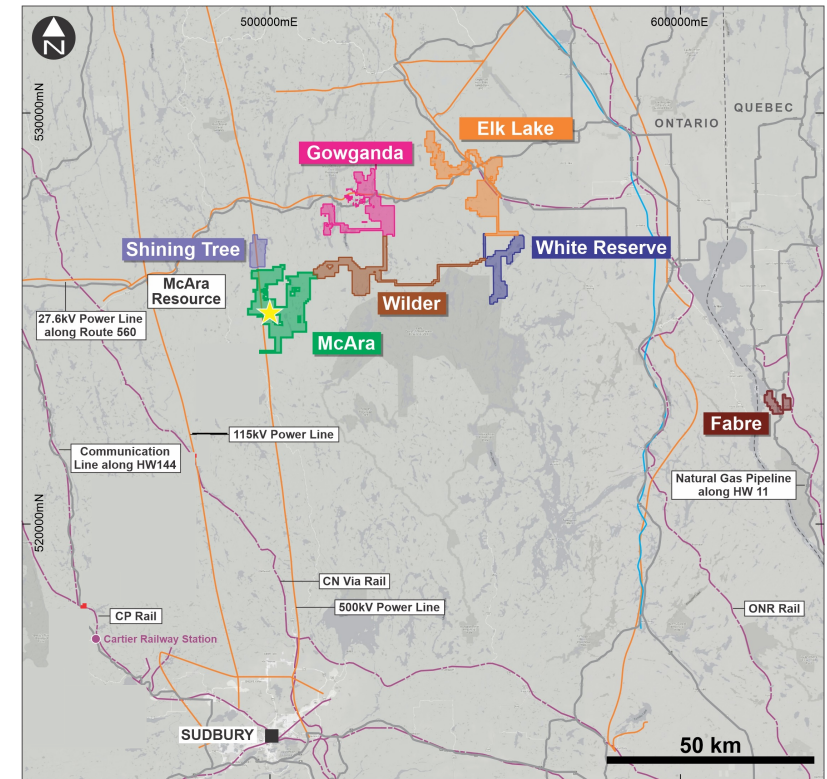 500000mE
600000mE
N
530000mN
QUEBEC
ONTARIO
Elk Lake
Gowganda
Shining Tree
White Reserve
McAra
Resource
Wilder
27.6kV Power Line
along Route 560
McAra
Fabre
115kV Power Line
Communication
Line along HW144
Natural Gas Pipeline
along HW 11
520000mN
CN Via Rail
500kV Power Line
CP Rail
ONR Rail
Cartier Railway Station
SUDBURY
50 km